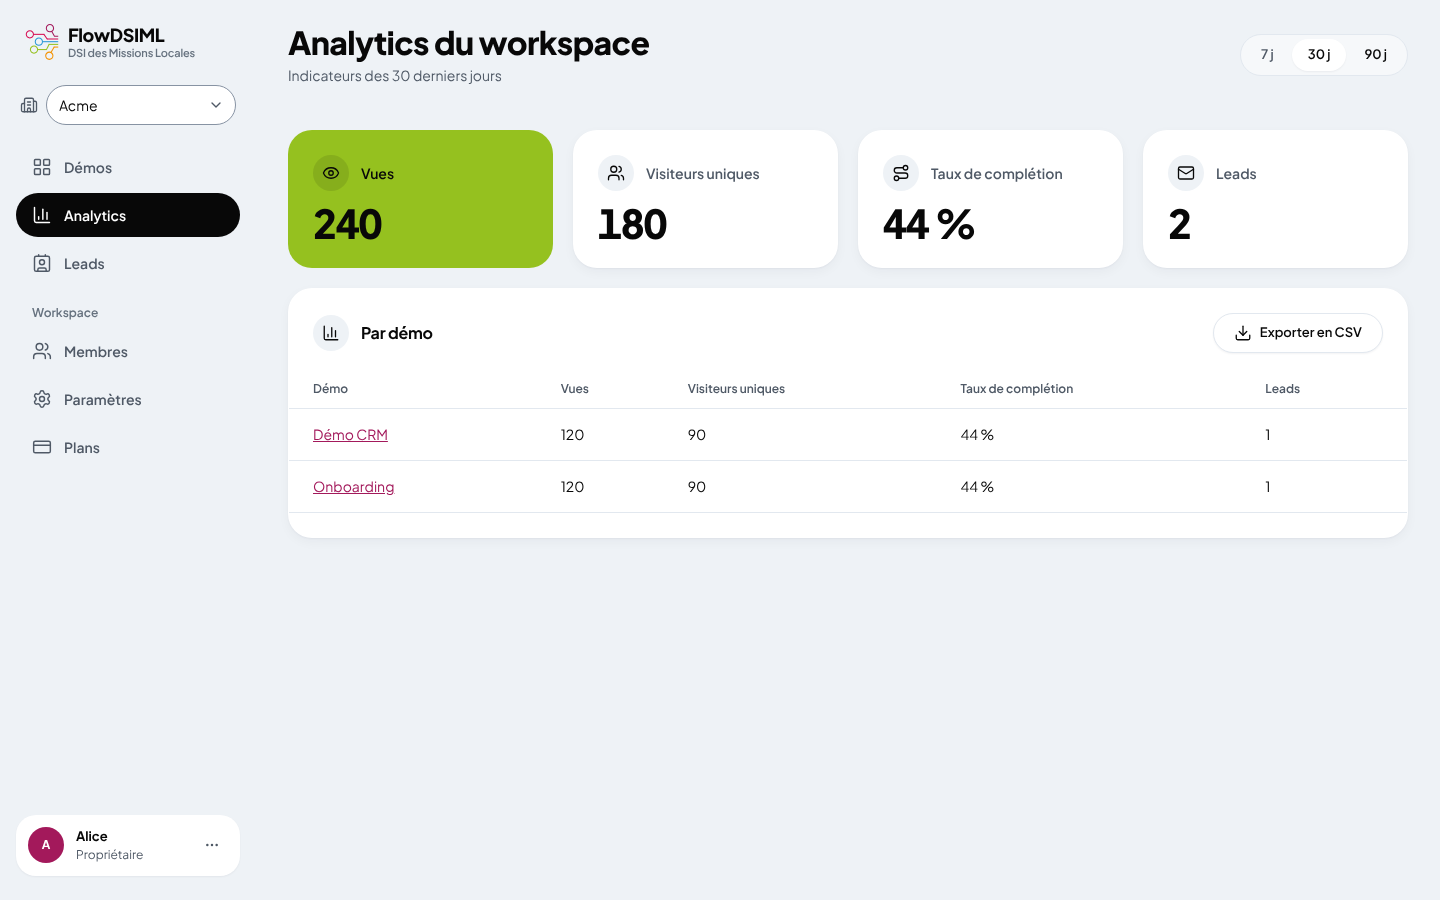 FlowDSIML
DSI des Missions Locales
Acme
Démos
Analytics
Leads
Workspace
Membres
Paramètres
Plans
A
Alice
Propriétaire
Analytics du workspace
Indicateurs des 30 derniers jours
7 j
30 j
90 j
Vues
240
Visiteurs uniques
180
Taux de complétion
44 %
Leads
2
Par démo
Exporter en CSV
Démo Vues Visiteurs uniques Taux de complétion Leads
Démo CRM 120 90 44 % 1
Onboarding 120 90 44 % 1